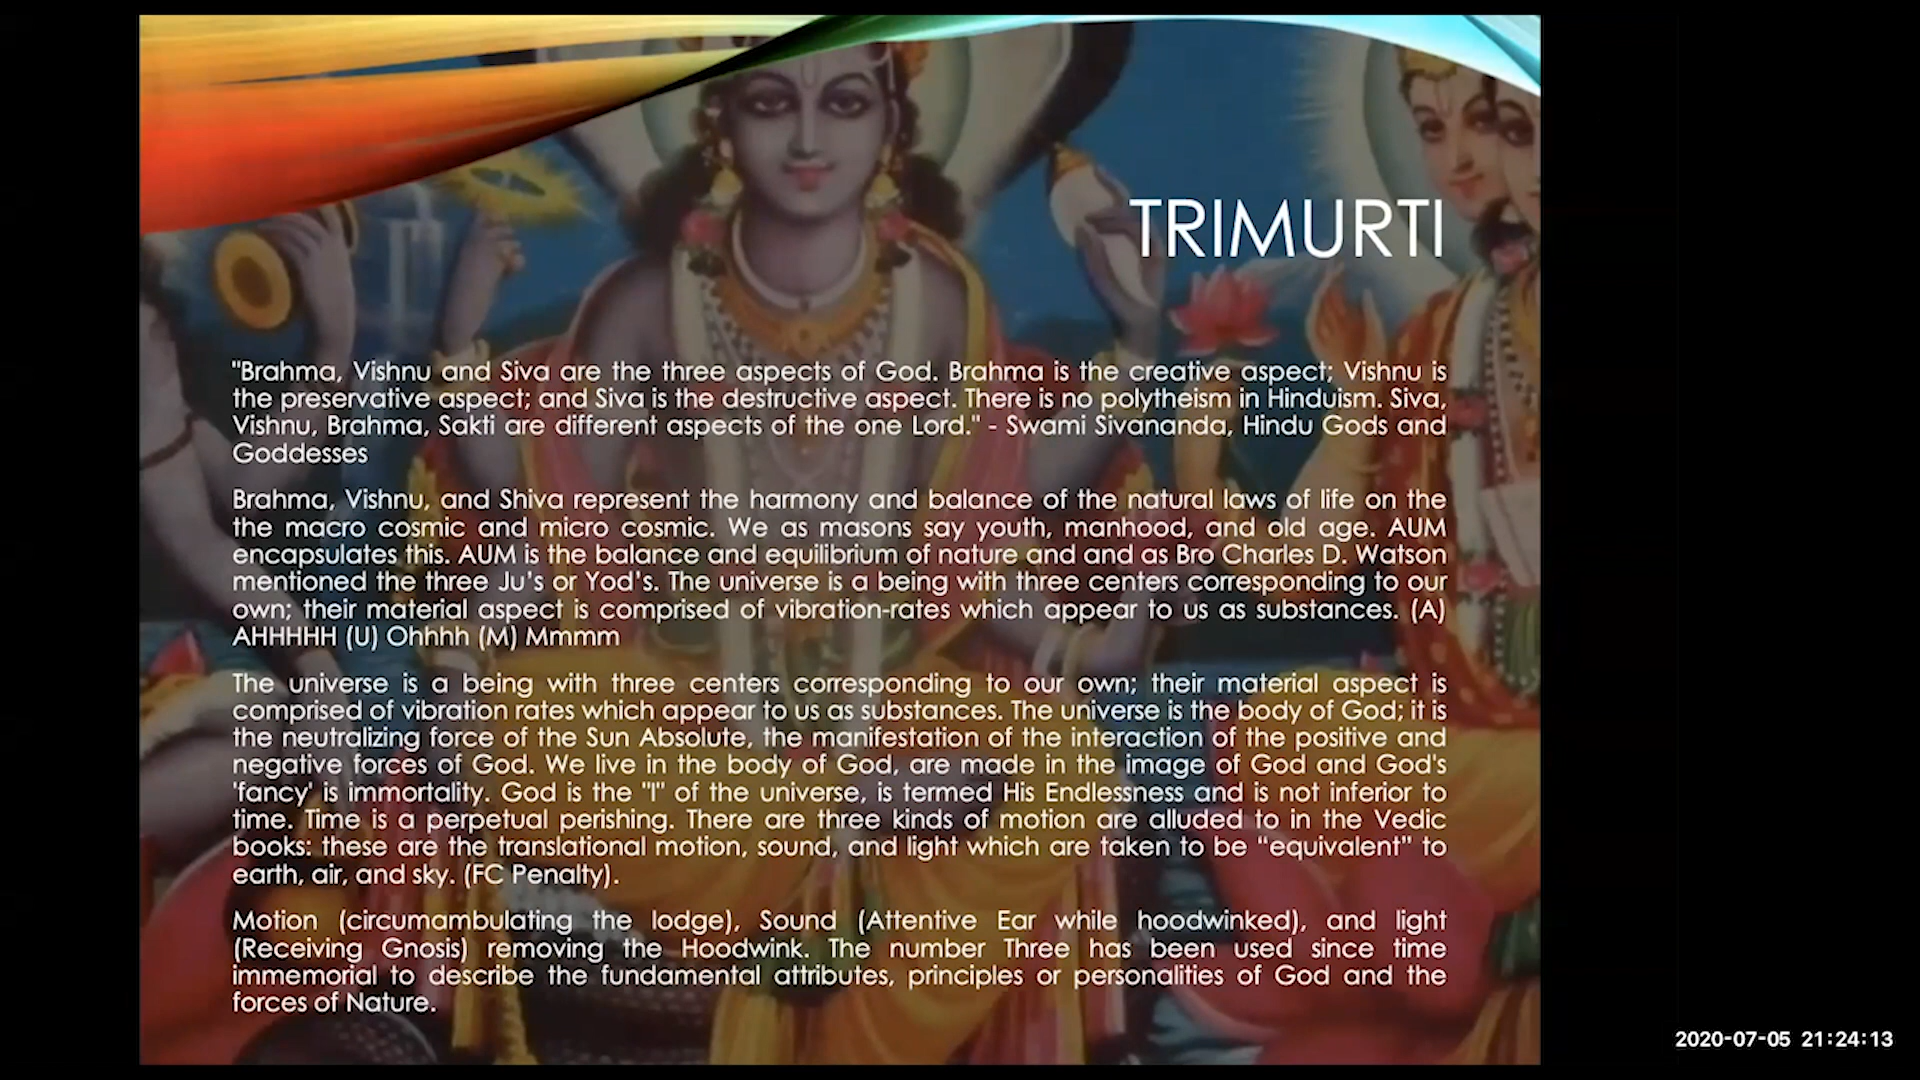 TRIMURTI
"Brahma, Vishnu and Siva are the three aspects of God. Brahma is the creative aspect; Vishnu is
the preservative aspect; and Siva is the destructive aspect. There is no polytheism in Hinduism. Siva,
Vishnu, Brahma, Sakti are different aspects of the one Lord." - Swami Sivananda, Hindu Gods and
Goddesses
Brahma, Vishnu, and Shiva represent the harmony and balance of the natural laws of life on the
the macro cosmic and micro cosmic. We as masons say youth, manhood, and old age. AUM
encapsulates this. AUM is the balance and equilibrium of nature and and as Bro Charles D. Watson
mentioned the three Ju's or Yod's. The universe is a being with three centers corresponding to our
own; their material aspect is comprised of vibration-rates which appear to us as substances. (A)
AHHHHH (U) Ohhhh (M) Mmmm
The universe is a being with three centers corresponding to our own; their material aspect is
comprised of vibration rates which appear to us as substances. The universe is the body of God; it is
the neutralizing force of the Sun Absolute, the manifestation of the interaction of the positive and
negative forces of God. We live in the body of God, are made in the image of God and God's
'fancy' is immortality. God is the "I" of the universe, is termed His Endlessness and is not inferior to
time. Time is a perpetual perishing. There are three kinds of motion are alluded to in the Vedic
books: these are the translational motion, sound, and light which are taken to be “equivalent” to
earth, air, and sky. (FC Penalty).
Motion (circumambulating the lodge), Sound (Attentive Ear while hoodwinked), and light
(Receiving Gnosis) removing the Hoodwink. The number Three has been used since time
immemorial to describe the fundamental attributes, principles or personalities of God and the
forces of Nature.
2020-07-05 21:24:13